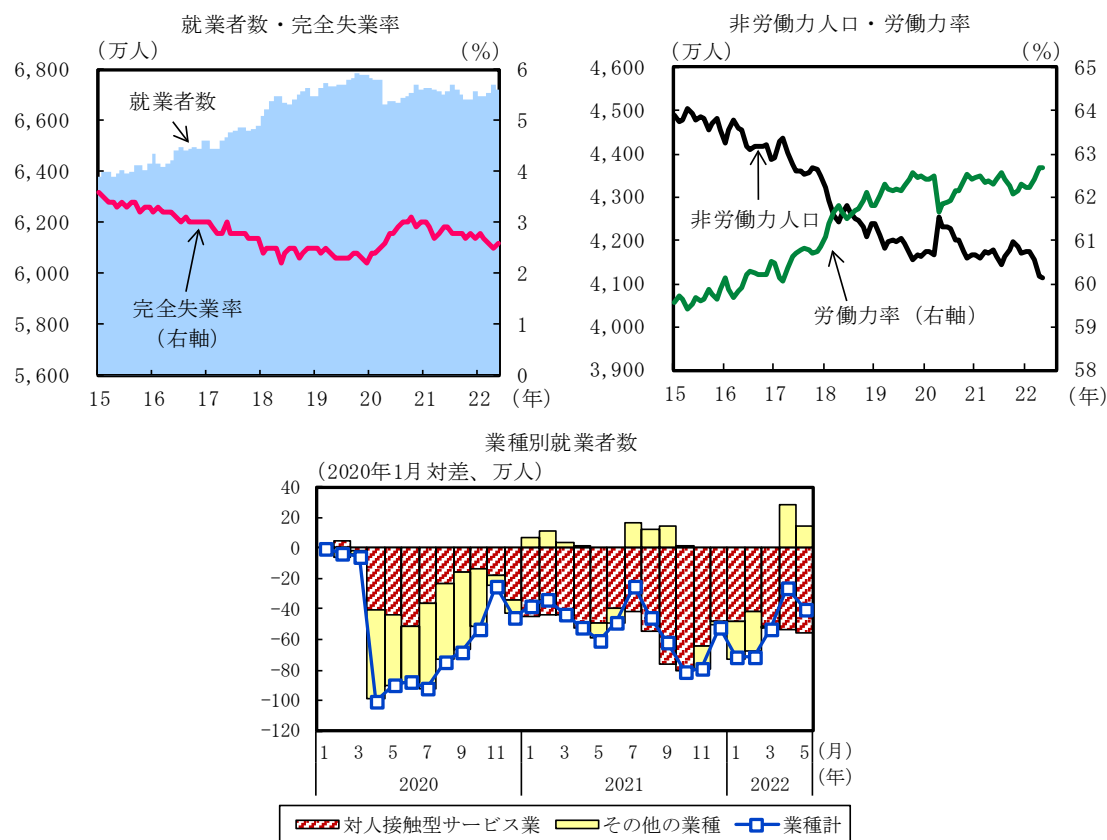 就業者数・完全失業率
（万人）
（％）
6,800
6,600
6,400
6,200
6,000
5,800
5,600
6
5
4
3
2
1
0
就業者数
完全失業率
（右軸）
15 16 17 18 19 20 21 22 （年）
非労働力人口・労働力率
（万人）
（％）
4,600
4,500
4,400
4,300
4,200
4,100
4,000
3,900
65
64
63
62
61
60
59
58
非労働力人口
労働力率（右軸）
15 16 17 18 19 20 21 22 （年）
業種別就業者数
（2020年1月対差、万人）
40
20
0
-20
-40
-60
-80
-100
-120
1 3 5 7 9 11 1 3 5 7 9 11 1 3 5 （月）
2020 2021 2022 （年）
対人接触型サービス業 その他の業種 業種計